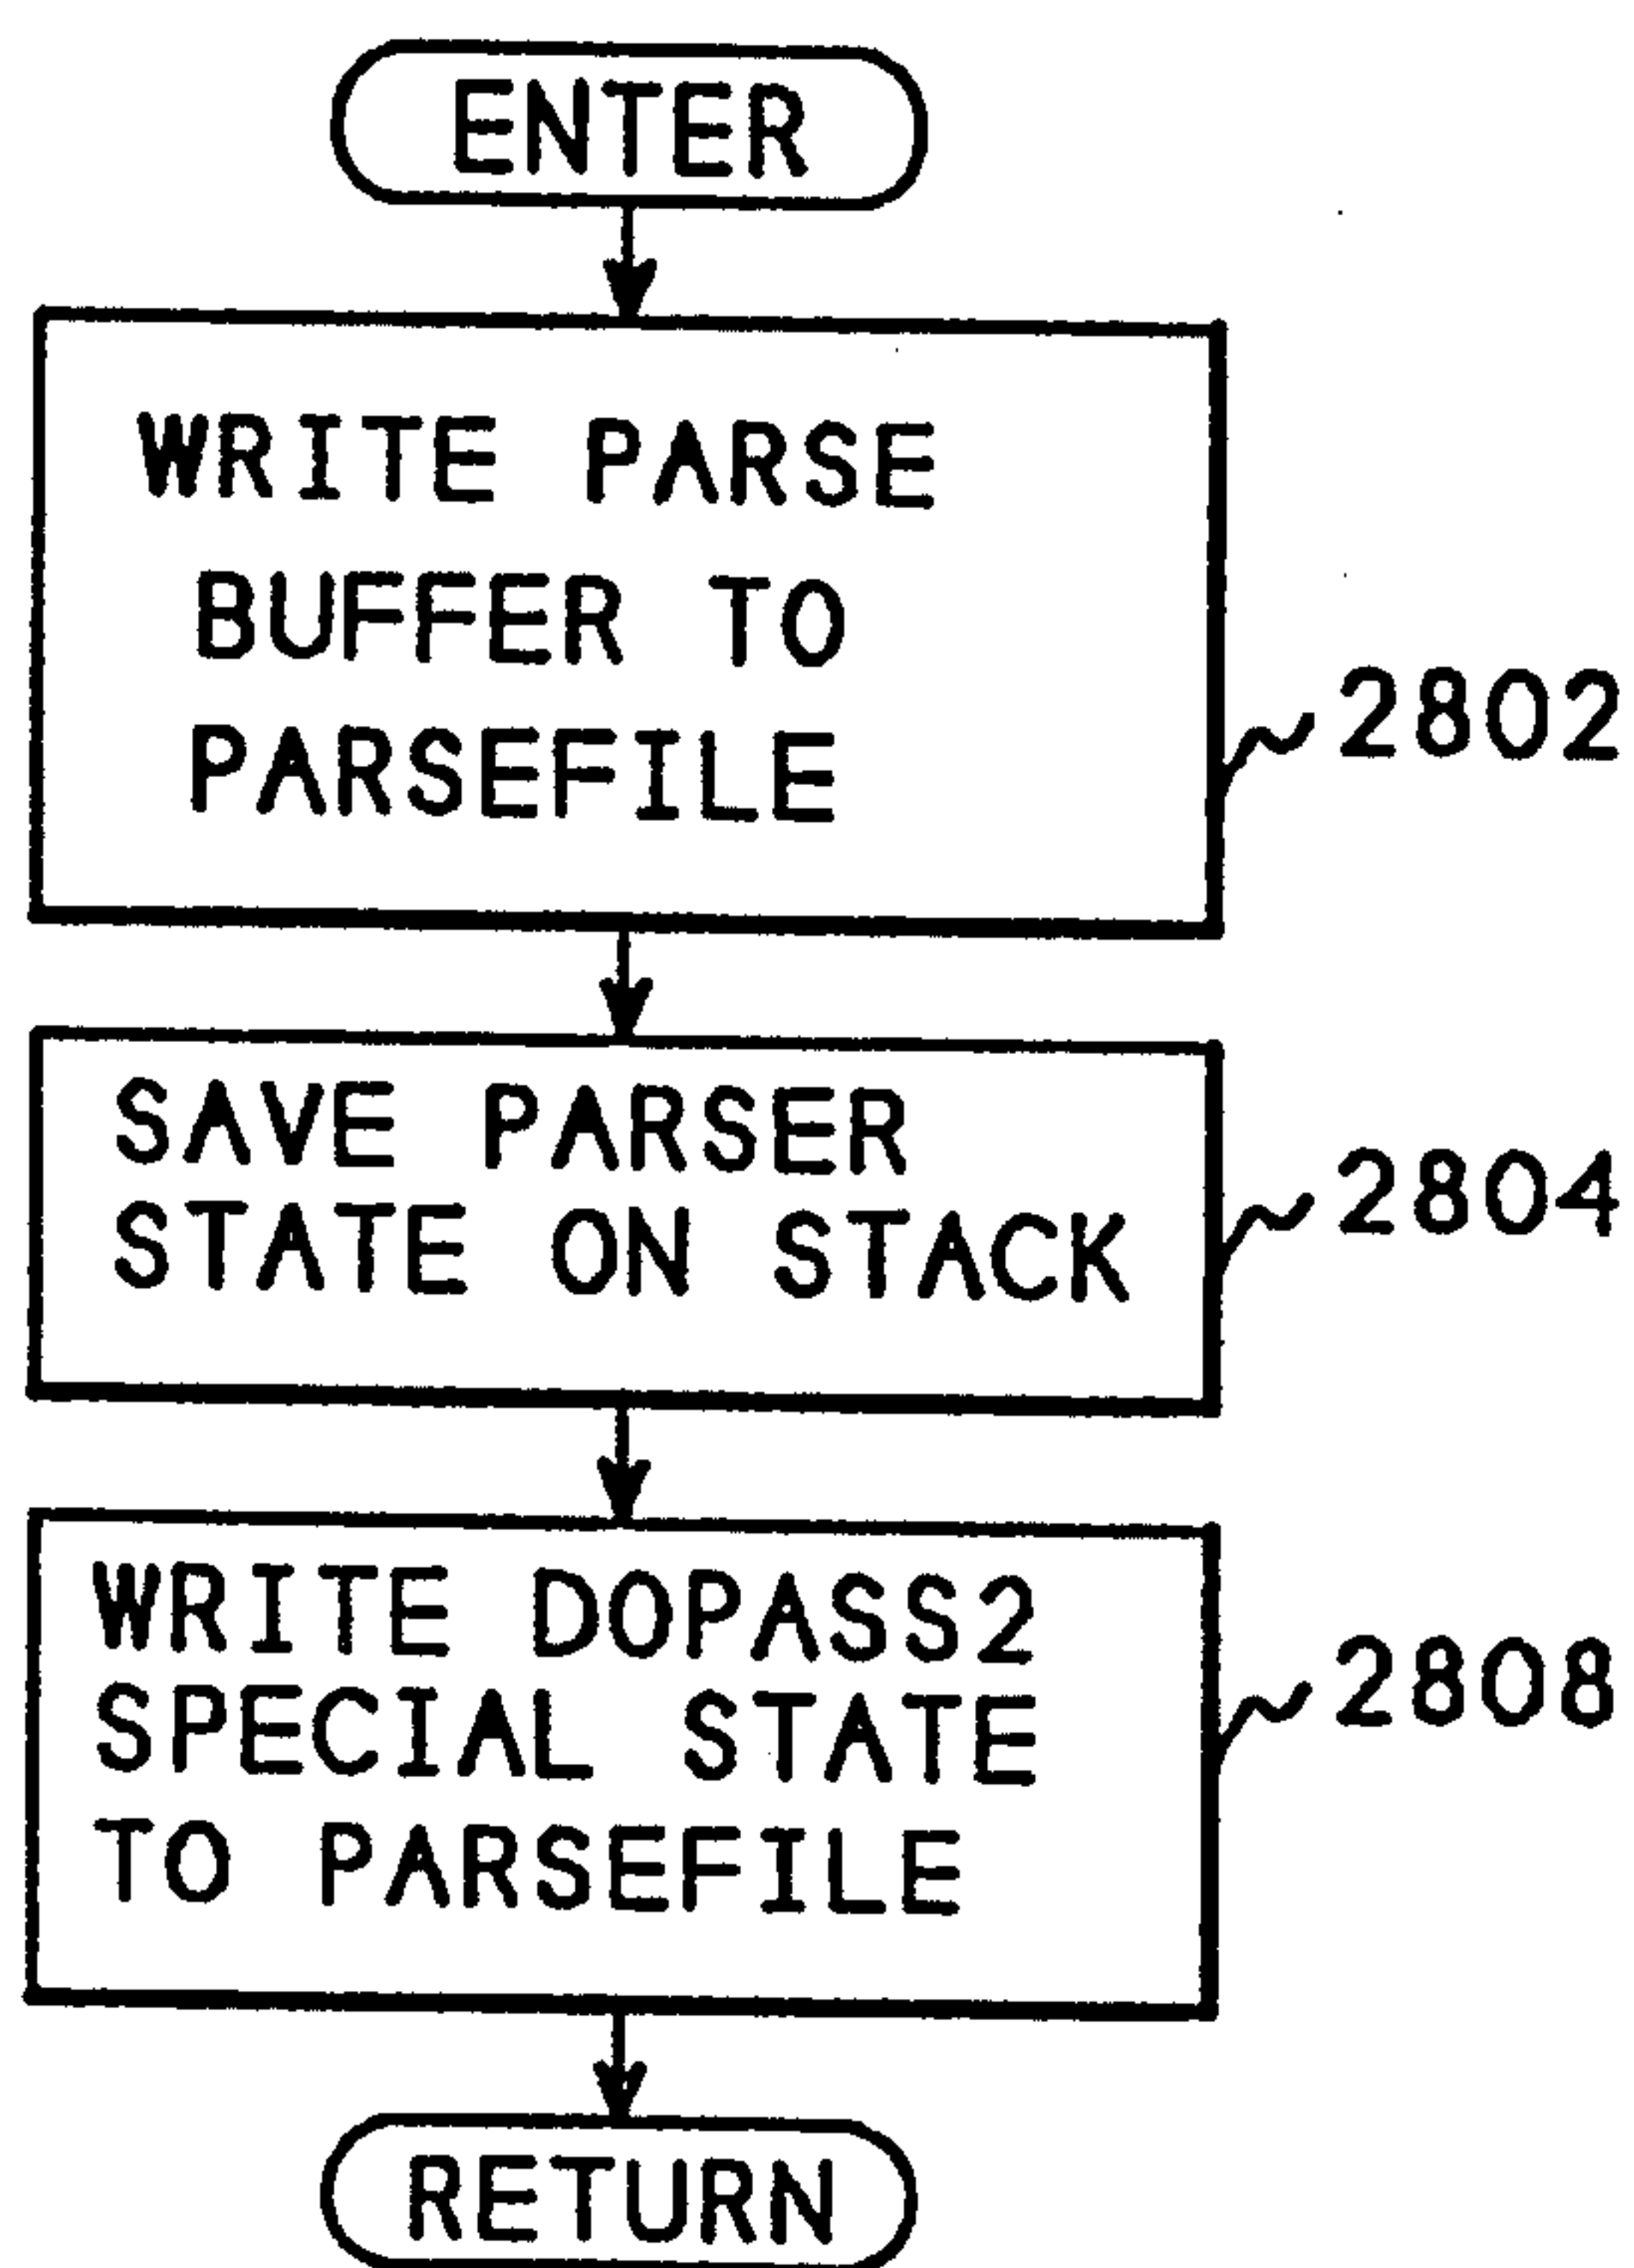 ENTER
WRITE PARSE
BUFFER TO
PARSEFILE
2802
SAVE PARSER
STATE ON STACK
2804
WRITE DOPASS2
SPECIAL STATE
TO PARSEFILE
2808
RETURN